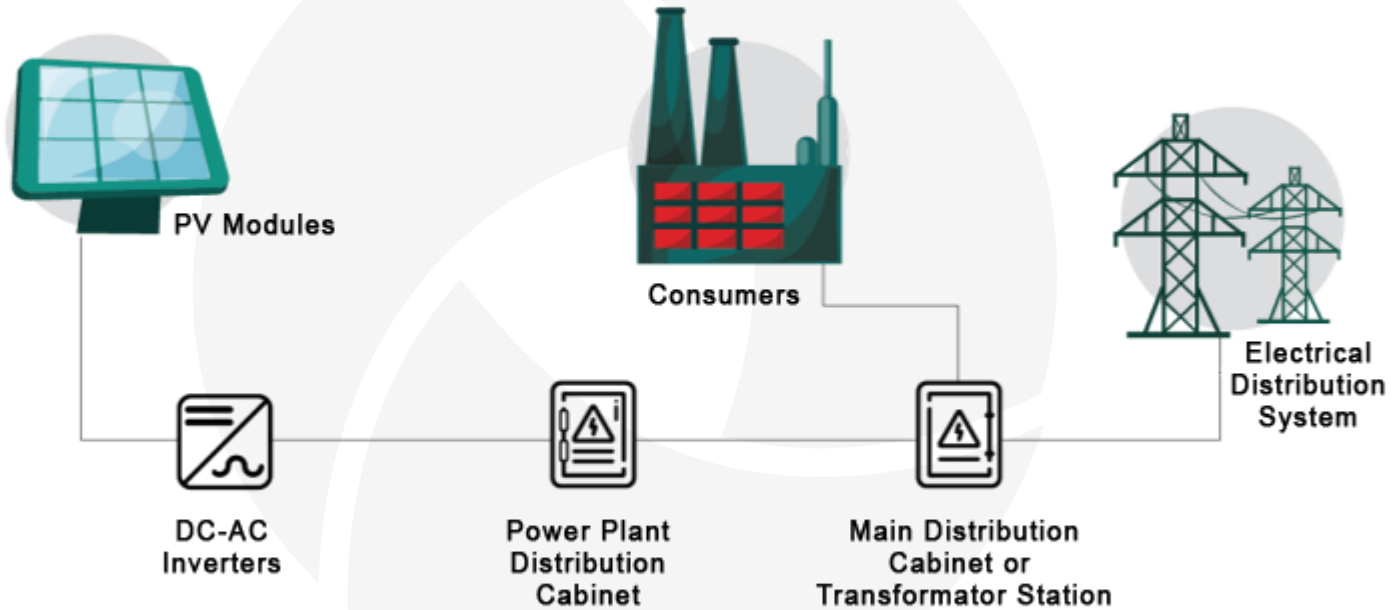 PV Modules
Consumers
Electrical
Distribution
System
DC-AC
Inverters
Power Plant
Distribution
Cabinet
Main Distribution
Cabinet or
Transformator Station